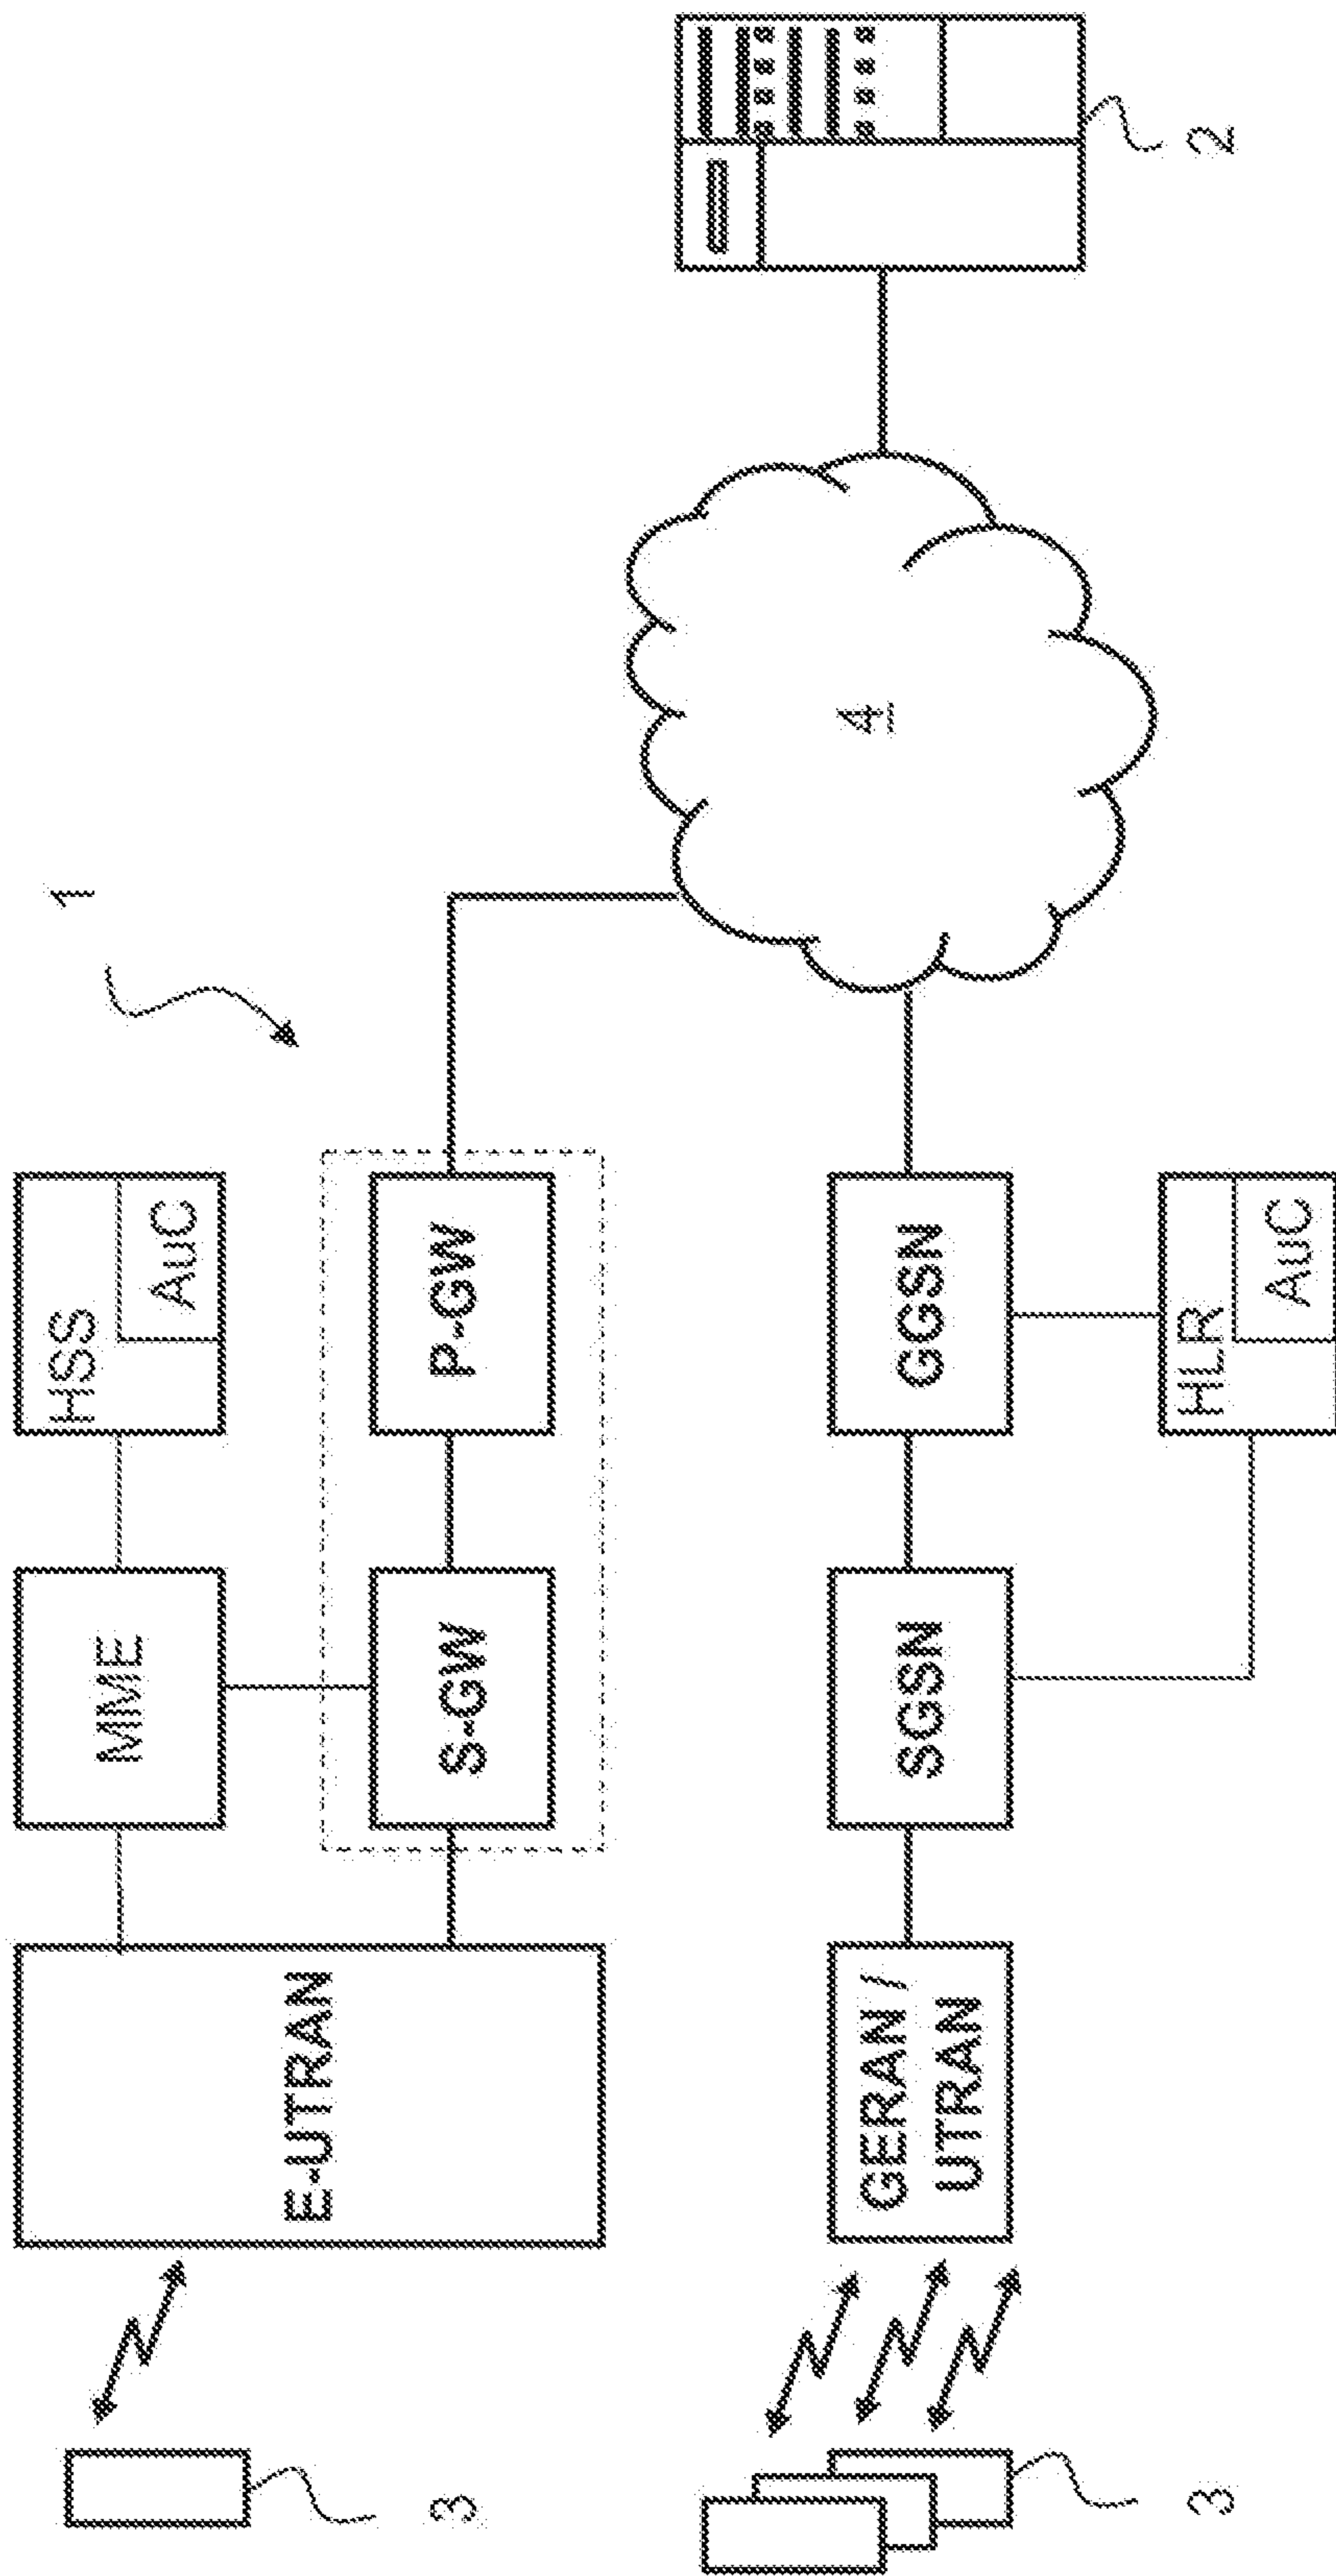 1
HSS
AuC
MME
P-GW
S-GW
E-UTRAN
3
4
2
GGSN
SGSN
GERAN /
UTRAN
HLR
AuC
3